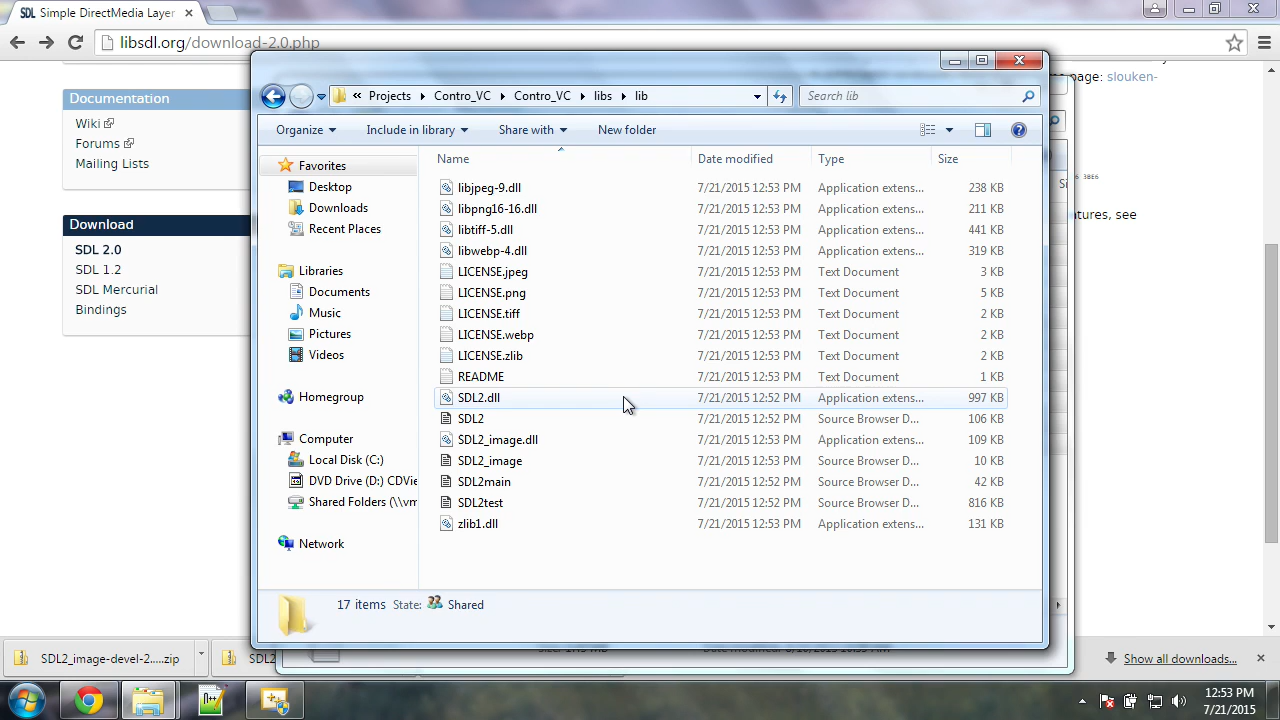 SDL Simple DirectMedia Layer
libsdl.org/download-2.0.php
page: slouken-
Documentation
Wiki
Forums
Mailing Lists
Download
SDL 2.0
SDL 1.2
SDL Mercurial
Bindings
atures, see
« Projects Contro_VC Contro_VC libs lib
Search lib
Organize Include in library Share with New folder
Favorites
Desktop
Downloads
Recent Places
Libraries
Documents
Music
Pictures
Videos
Homegroup
Computer
Local Disk (C:)
DVD Drive (D:) CDVie
Shared Folders (\\vm
Network
Name Date modified Type Size
libjpeg-9.dll 7/21/2015 12:53 PM Application extens... 238 KB
libpng16-16.dll 7/21/2015 12:53 PM Application extens... 211 KB
libtiff-5.dll 7/21/2015 12:53 PM Application extens... 441 KB
libwebp-4.dll 7/21/2015 12:53 PM Application extens... 319 KB
LICENSE.jpeg 7/21/2015 12:53 PM Text Document 3 KB
LICENSE.png 7/21/2015 12:53 PM Text Document 5 KB
LICENSE.tiff 7/21/2015 12:53 PM Text Document 2 KB
LICENSE.webp 7/21/2015 12:53 PM Text Document 2 KB
LICENSE.zlib 7/21/2015 12:53 PM Text Document 2 KB
README 7/21/2015 12:53 PM Text Document 1 KB
SDL2.dll 7/21/2015 12:52 PM Application extens... 997 KB
SDL2 7/21/2015 12:52 PM Source Browser D... 106 KB
SDL2_image.dll 7/21/2015 12:53 PM Application extens... 109 KB
SDL2_image 7/21/2015 12:53 PM Source Browser D... 10 KB
SDL2main 7/21/2015 12:52 PM Source Browser D... 42 KB
SDL2test 7/21/2015 12:52 PM Source Browser D... 816 KB
zlib1.dll 7/21/2015 12:53 PM Application extens... 131 KB
17 items State: Shared
SDL2_image-devel-2.....zip
SDL2
Show all downloads...
12:53 PM
7/21/2015